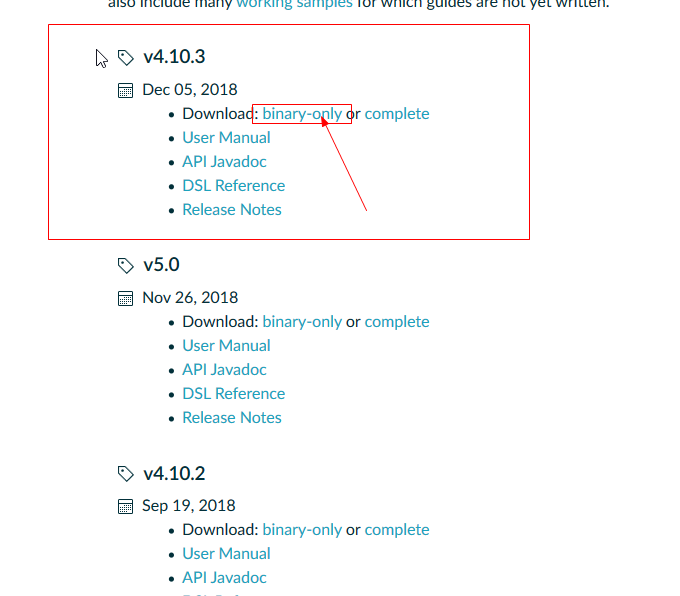 also include many working samples for which guides are not yet written.
v4.10.3
Dec 05, 2018
Download: binary-only or complete
User Manual
API Javadoc
DSL Reference
Release Notes
v5.0
Nov 26, 2018
Download: binary-only or complete
User Manual
API Javadoc
DSL Reference
Release Notes
v4.10.2
Sep 19, 2018
Download: binary-only or complete
User Manual
API Javadoc